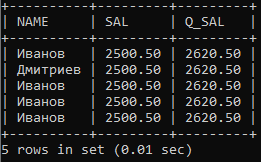 | NAME | SAL | Q_SAL |
| Иванов | 2500.50 | 2620.50 |
| Дмитриев | 2500.50 | 2620.50 |
| Иванов | 2500.50 | 2620.50 |
| Иванов | 2500.50 | 2620.50 |
| Иванов | 2500.50 | 2620.50 |
5 rows in set (0.01 sec)